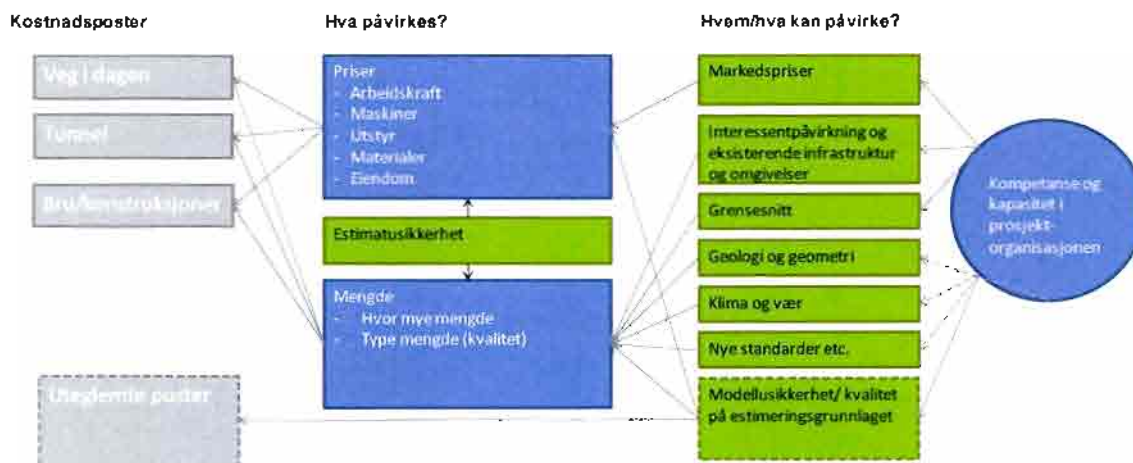 Kostnadsposter
Hva påvirkes?
Hvem/hva kan påvirke?
Veg i dagen
Tunnel
Bru/konstruksjoner
Uteglemte poster
Priser
- Arbeidskraft
- Maskiner
- Utstyr
- Materialer
- Eiendom
Estimatusikkerhet
Mengde
- Hvor mye mengde
- Type mengde (kvalitet)
Markedspriser
Interessentpåvirkning og
eksisterende infrastruktur
og omgivelser
Grensesnitt
Geologi og geometri
Klima og vær
Nye standarder etc.
Modellusikkerhet/ kvalitet
på estimeringsgrunnlaget
Kompetanse og
kapasitet i
prosjekt-
organisasjonen